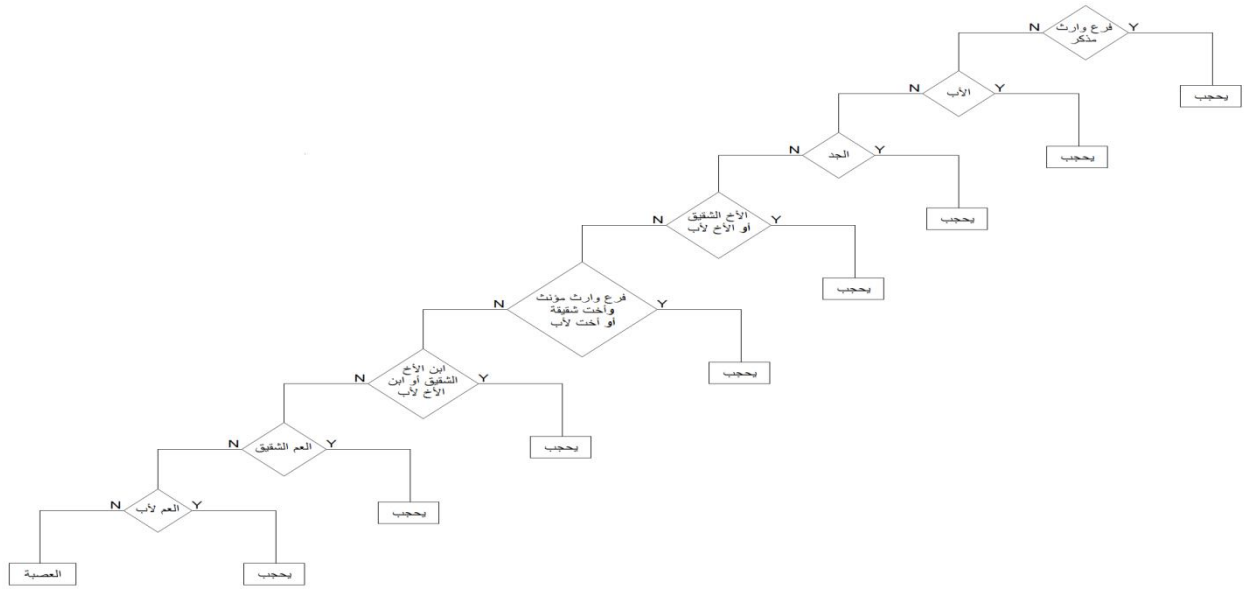 فرع وارث
مذكر
Y
N
يحجب
الأب
Y
N
يحجب
الجد
Y
N
يحجب
الأخ الشقيق
أو الأخ لأب
Y
N
يحجب
فرع وارث مؤنث
وأخت شقيقة
أو أخت لأب
Y
N
يحجب
ابن الأخ
الشقيق أو ابن
الأخ لأب
Y
N
يحجب
العم الشقيق
Y
N
يحجب
العم لأب
Y
N
يحجب
العصبة